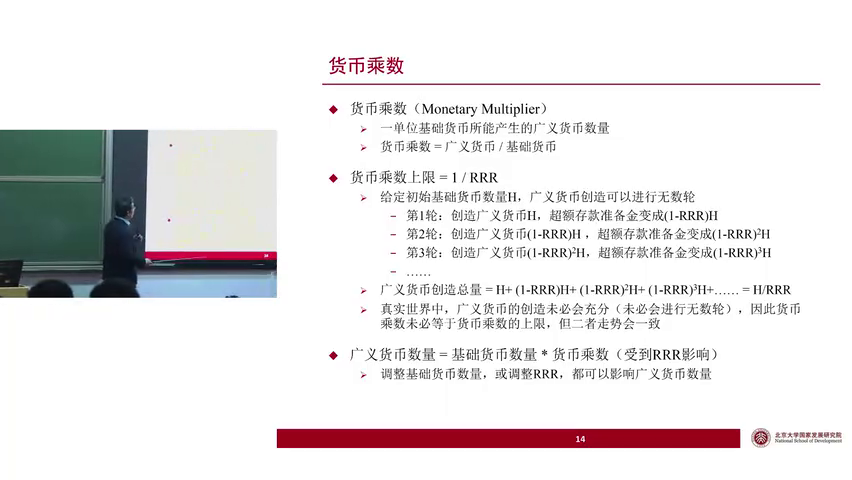 货币乘数
货币乘数（Monetary Multiplier）
一单位基础货币所能产生的广义货币数量
货币乘数 = 广义货币 / 基础货币
货币乘数上限 = 1 / RRR
给定初始基础货币数量H，广义货币创造可以进行无数轮
第1轮：创造广义货币H，超额存款准备金变成(1-RRR)H
第2轮：创造广义货币(1-RRR)H ，超额存款准备金变成(1-RRR)²H
第3轮：创造广义货币(1-RRR)²H，超额存款准备金变成(1-RRR)³H
……
广义货币创造总量 = H+ (1-RRR)H+ (1-RRR)²H+ (1-RRR)³H+…… = H/RRR
真实世界中，广义货币的创造未必会充分（未必会进行无数轮），因此货币
乘数未必等于货币乘数的上限，但二者走势会一致
广义货币数量 = 基础货币数量 * 货币乘数（受到RRR影响）
调整基础货币数量，或调整RRR，都可以影响广义货币数量
14
北京大学国家发展研究院
National School of Development